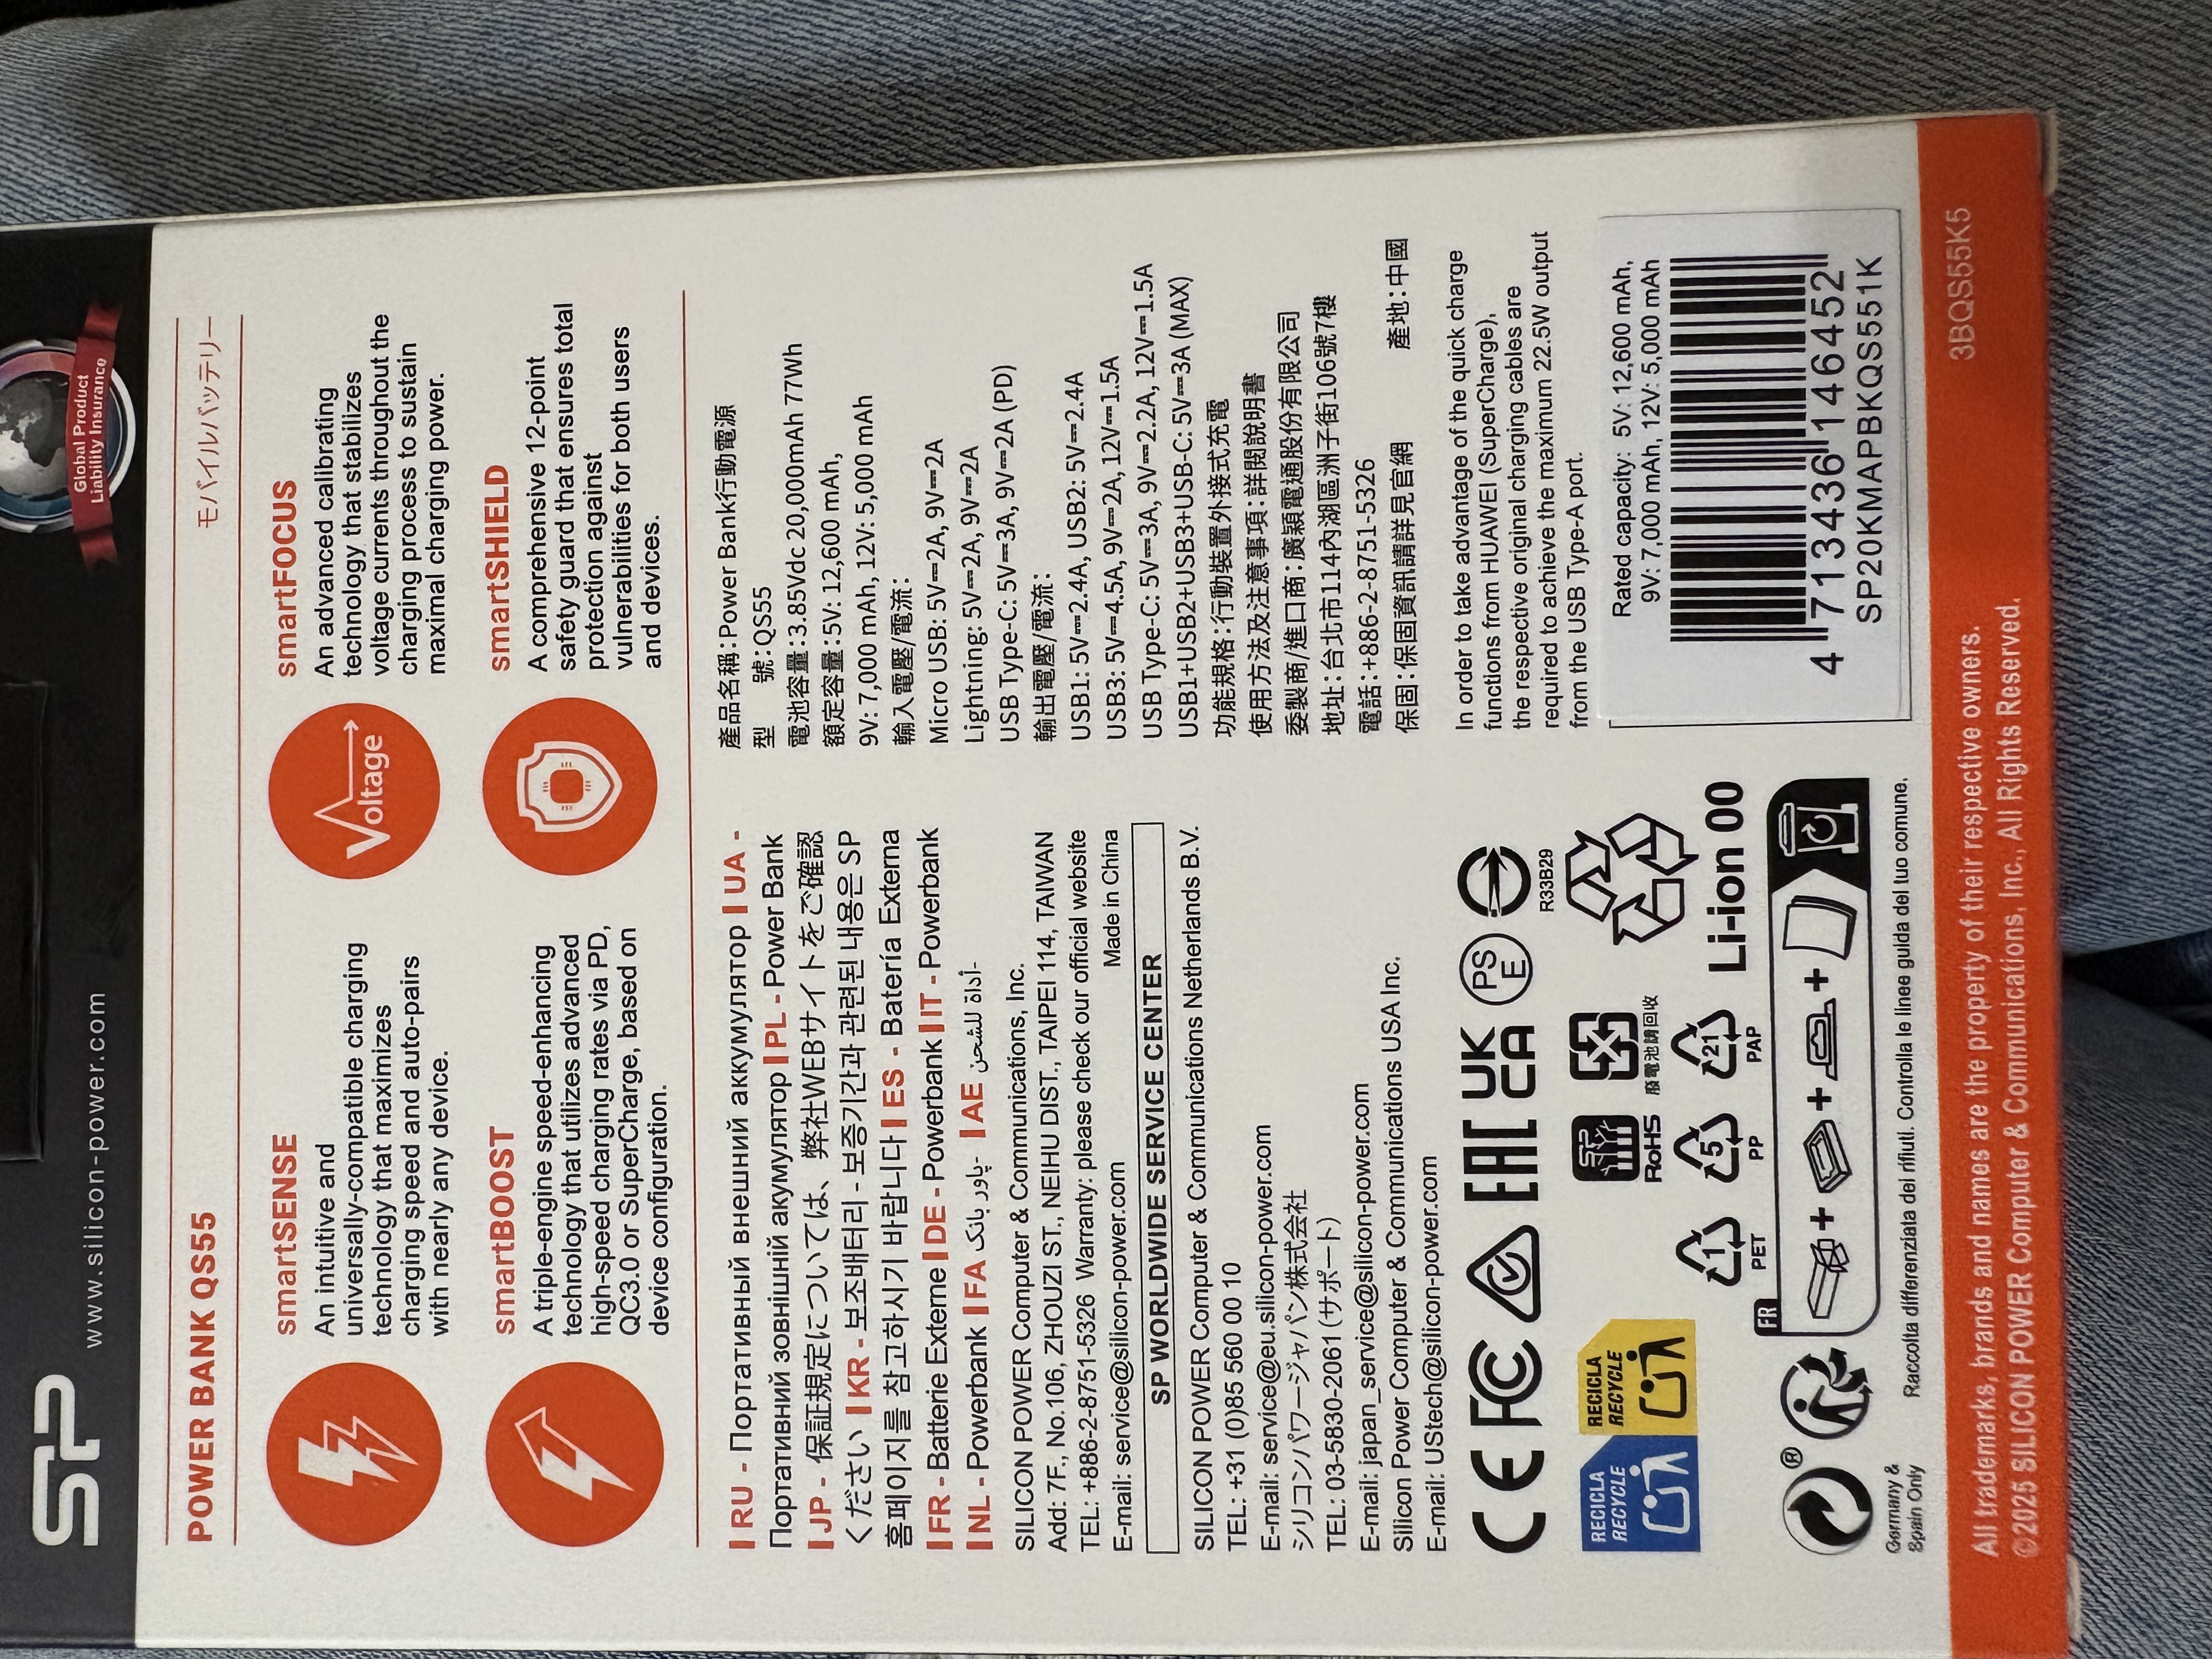 SP
www.silicon-power.com
Global Product
Liability Insurance
POWER BANK QS55
モバイルバッテリー
smartSENSE
An intuitive and
universally-compatible charging
technology that maximizes
charging speed and auto-pairs
with nearly any device.
Voltage
smartFOCUS
An advanced calibrating
technology that stabilizes
voltage currents throughout the
charging process to sustain
maximal charging power.
smartBOOST
A triple-engine speed-enhancing
technology that utilizes advanced
high-speed charging rates via PD,
QC3.0 or SuperCharge, based on
device configuration.
smartSHIELD
A comprehensive 12-point
safety guard that ensures total
protection against
vulnerabilities for both users
and devices.
RU - Портативный внешний аккумулятор UA -
Портативний зовнішній акумулятор PL - Power Bank
JP - 保証規定については、弊社WEBサイトをご確認
ください KR - 보조배터리 - 보증기간과 관련된 내용은 SP
홈페이지를 참고하시기 바랍니다 ES - Batería Externa
FR - Batterie Externe DE - Powerbank IT - Powerbank
NL - Powerbank FA پاور بانک- AE أداة للشحن-
SILICON POWER Computer & Communications, Inc.
Add: 7F., No.106, ZHOUZI ST., NEIHU DIST., TAIPEI 114, TAIWAN
TEL: +886-2-8751-5326 Warranty: please check our official website
E-mail: service@silicon-power.com Made in China
SP WORLDWIDE SERVICE CENTER
SILICON POWER Computer & Communications Netherlands B.V.
TEL: +31 (0)85 560 00 10
E-mail: service@eu.silicon-power.com
シリコンパワージャパン株式会社
TEL: 03-5830-2061 (サポート)
E-mail: japan_service@silicon-power.com
Silicon Power Computer & Communications USA Inc.
E-mail: UStech@silicon-power.com
產品名稱:Power Bank行動電源
型 號:QS55
電池容量:3.85Vdc 20,000mAh 77Wh
額定容量:5V: 12,600 mAh,
9V: 7,000 mAh, 12V: 5,000 mAh
輸入電壓/電流:
Micro USB: 5V⎓2A, 9V⎓2A
Lightning: 5V⎓2A, 9V⎓2A
USB Type-C: 5V⎓3A, 9V⎓2A (PD)
輸出電壓/電流:
USB1: 5V⎓2.4A, USB2: 5V⎓2.4A
USB3: 5V⎓4.5A, 9V⎓2A, 12V⎓1.5A
USB Type-C: 5V⎓3A, 9V⎓2.2A, 12V⎓1.5A
USB1+USB2+USB3+USB-C: 5V⎓3A (MAX)
功能規格:行動裝置外接式充電
使用方法及注意事項:詳閱說明書
委製商/進口商:廣穎電通股份有限公司
地址:台北市114內湖區洲子街106號7樓
電話:+886-2-8751-5326
保固:保固資訊請詳見官網 產地:中國
In order to take advantage of the quick charge
functions from HUAWEI (SuperCharge),
the respective original charging cables are
required to achieve the maximum 22.5W output
from the USB Type-A port.
CE FC EAC UK
CA
PS
E
R33B29
RECICLA
RECYCLE
RECICLA
RECYCLE
RoHS
廢電池請回收
1
PET
5
PP
21
PAP
Li-ion 00
FR
Germany &
Spain Only
Raccolta differenziata dei rifiuti. Controlla le linee guida del tuo comune.
Rated capacity: 5V: 12,600 mAh,
9V: 7,000 mAh, 12V: 5,000 mAh
4 713436 146452
SP20KMAPBKQS551K
All trademarks, brands and names are the property of their respective owners.
©2025 SILICON POWER Computer & Communications, Inc., All Rights Reserved.
3BQS55K5